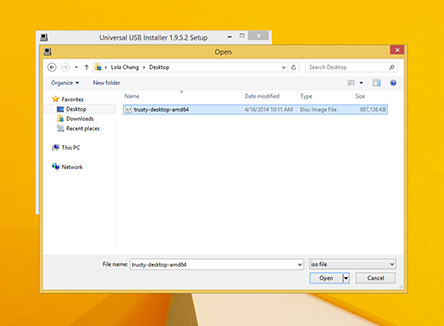 Universal USB Installer 1.9.5.2 Setup
Open
Lola Chang
Desktop
Search Desktop
Organize
New folder
Name
Date modified
Type
Size
Favorites
Desktop
Downloads
Recent places
This PC
Network
trusty-desktop-amd64
4/16/2014 10:11 AM
Disc Image File
987,136 KB
File name:
trusty-desktop-amd64
iso file
Open
Cancel